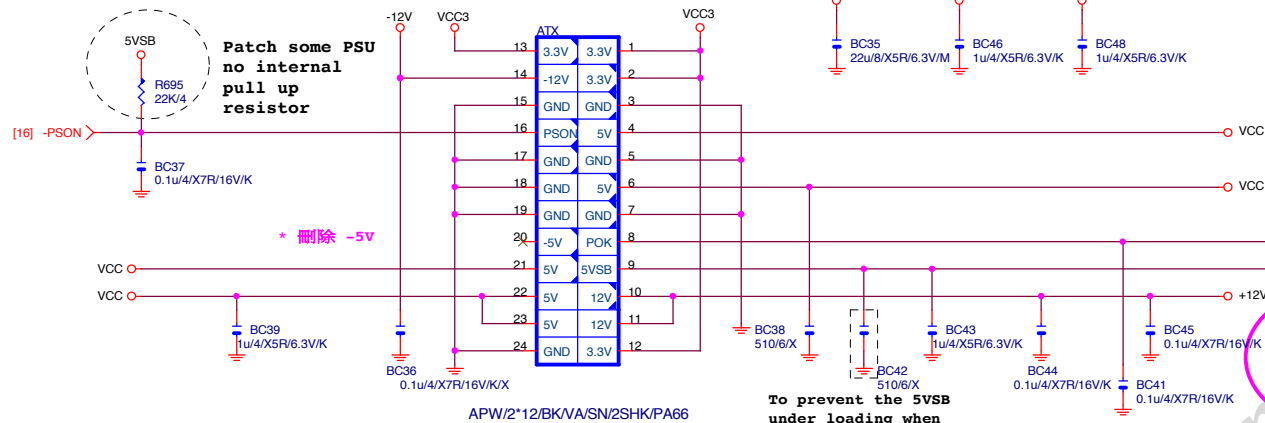 -12V
VCC3
VCC3
5VSB
Patch some PSU
no internal
pull up
resistor
R695
22K/4
[16] -PSON
BC37
0.1u/4/X7R/16V/K
ATX
13 3.3V 3.3V 1
14 -12V 3.3V 2
15 GND GND 3
16 PSON 5V 4
17 GND GND 5
18 GND 5V 6
19 GND GND 7
20 -5V POK 8
21 5V 5VSB 9
22 5V 12V 10
23 5V 12V 11
24 GND 3.3V 12
BC35
22u/8/X5R/6.3V/M
BC46
1u/4/X5R/6.3V/K
BC48
1u/4/X5R/6.3V/K
VCC
VCC
* 刪除 -5V
VCC
VCC
+12V
BC39
1u/4/X5R/6.3V/K
BC36
0.1u/4/X7R/16V/K/X
BC38
510/6/X
BC42
510/6/X
BC43
1u/4/X5R/6.3V/K
BC44
0.1u/4/X7R/16V/K
BC45
0.1u/4/X7R/16V/K
BC41
0.1u/4/X7R/16V/K
APW/2*12/BK/VA/SN/2SHK/PA66
To prevent the 5VSB
under loading when